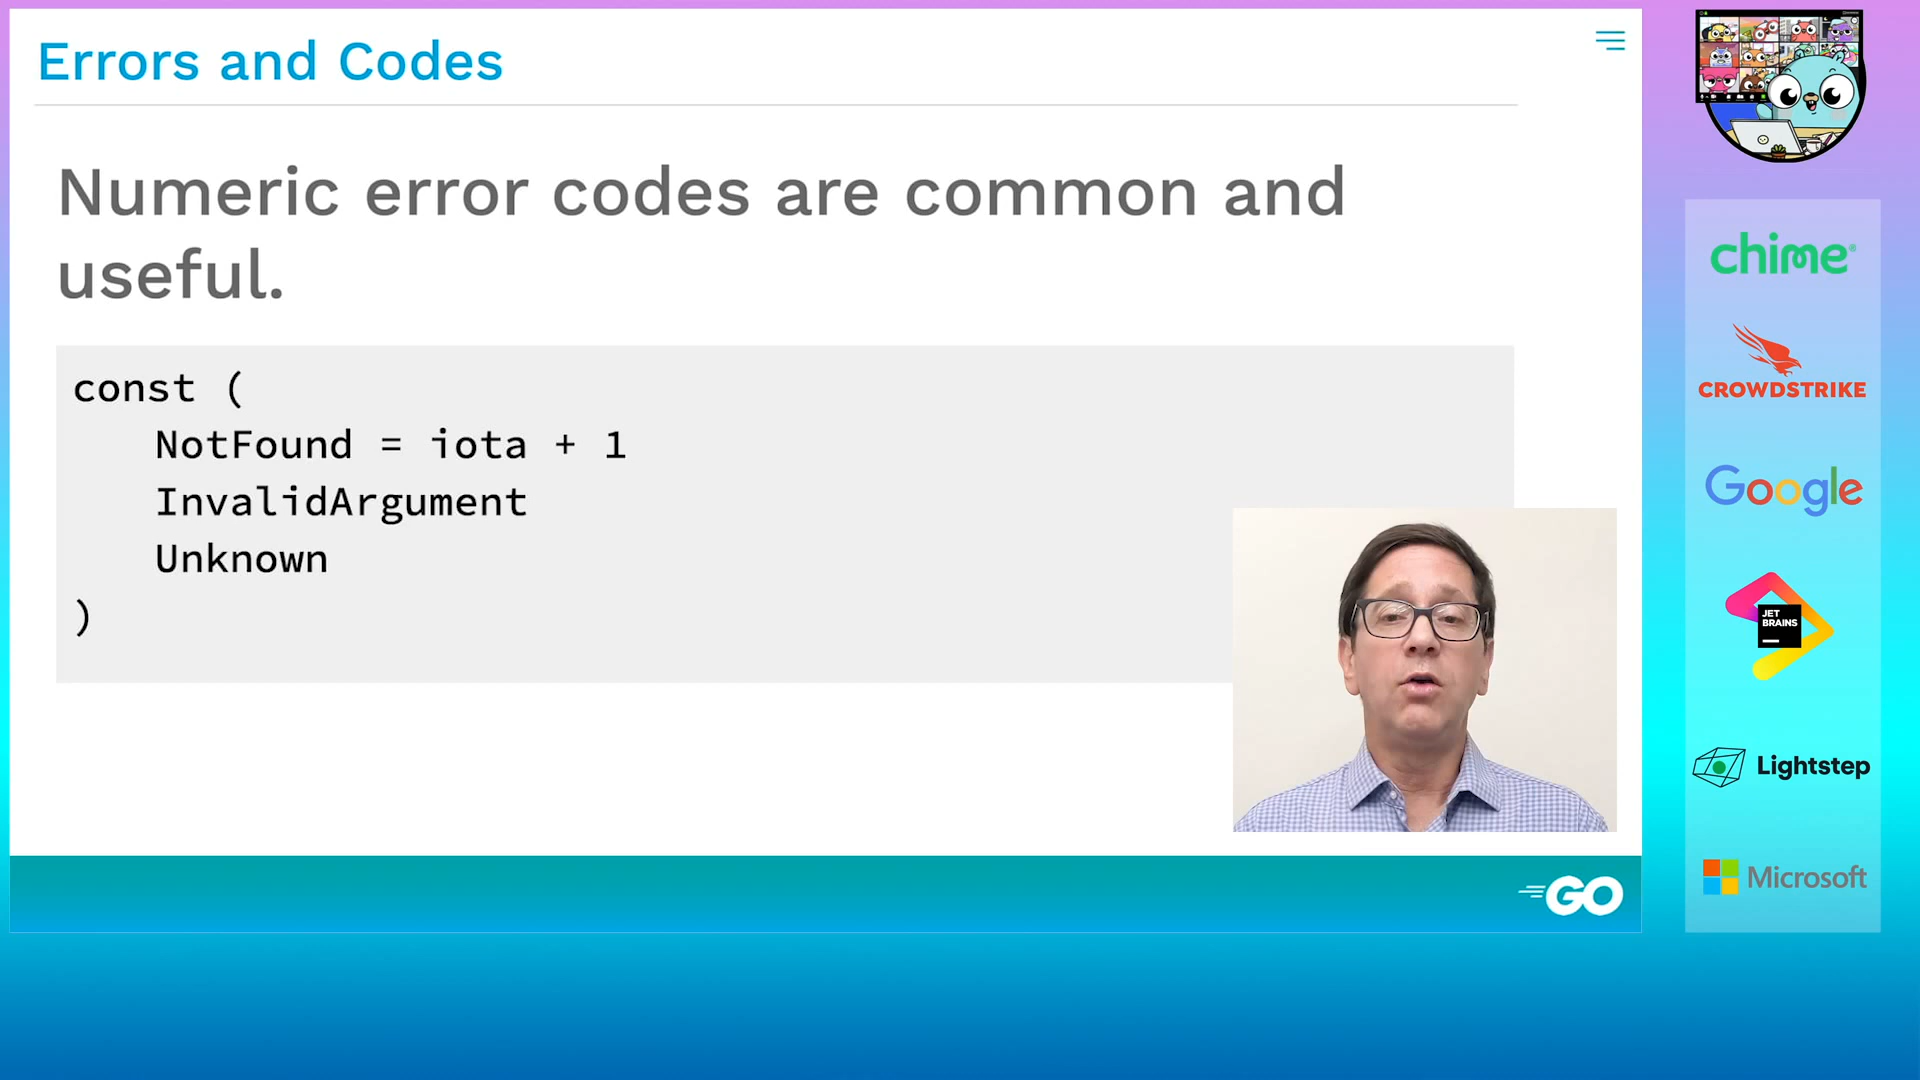 Errors and Codes
Numeric error codes are common and
useful.
const (
NotFound = iota + 1
InvalidArgument
Unknown
)
GO
chime
CROWDSTRIKE
Google
JET
BRAINS
Lightstep
Microsoft